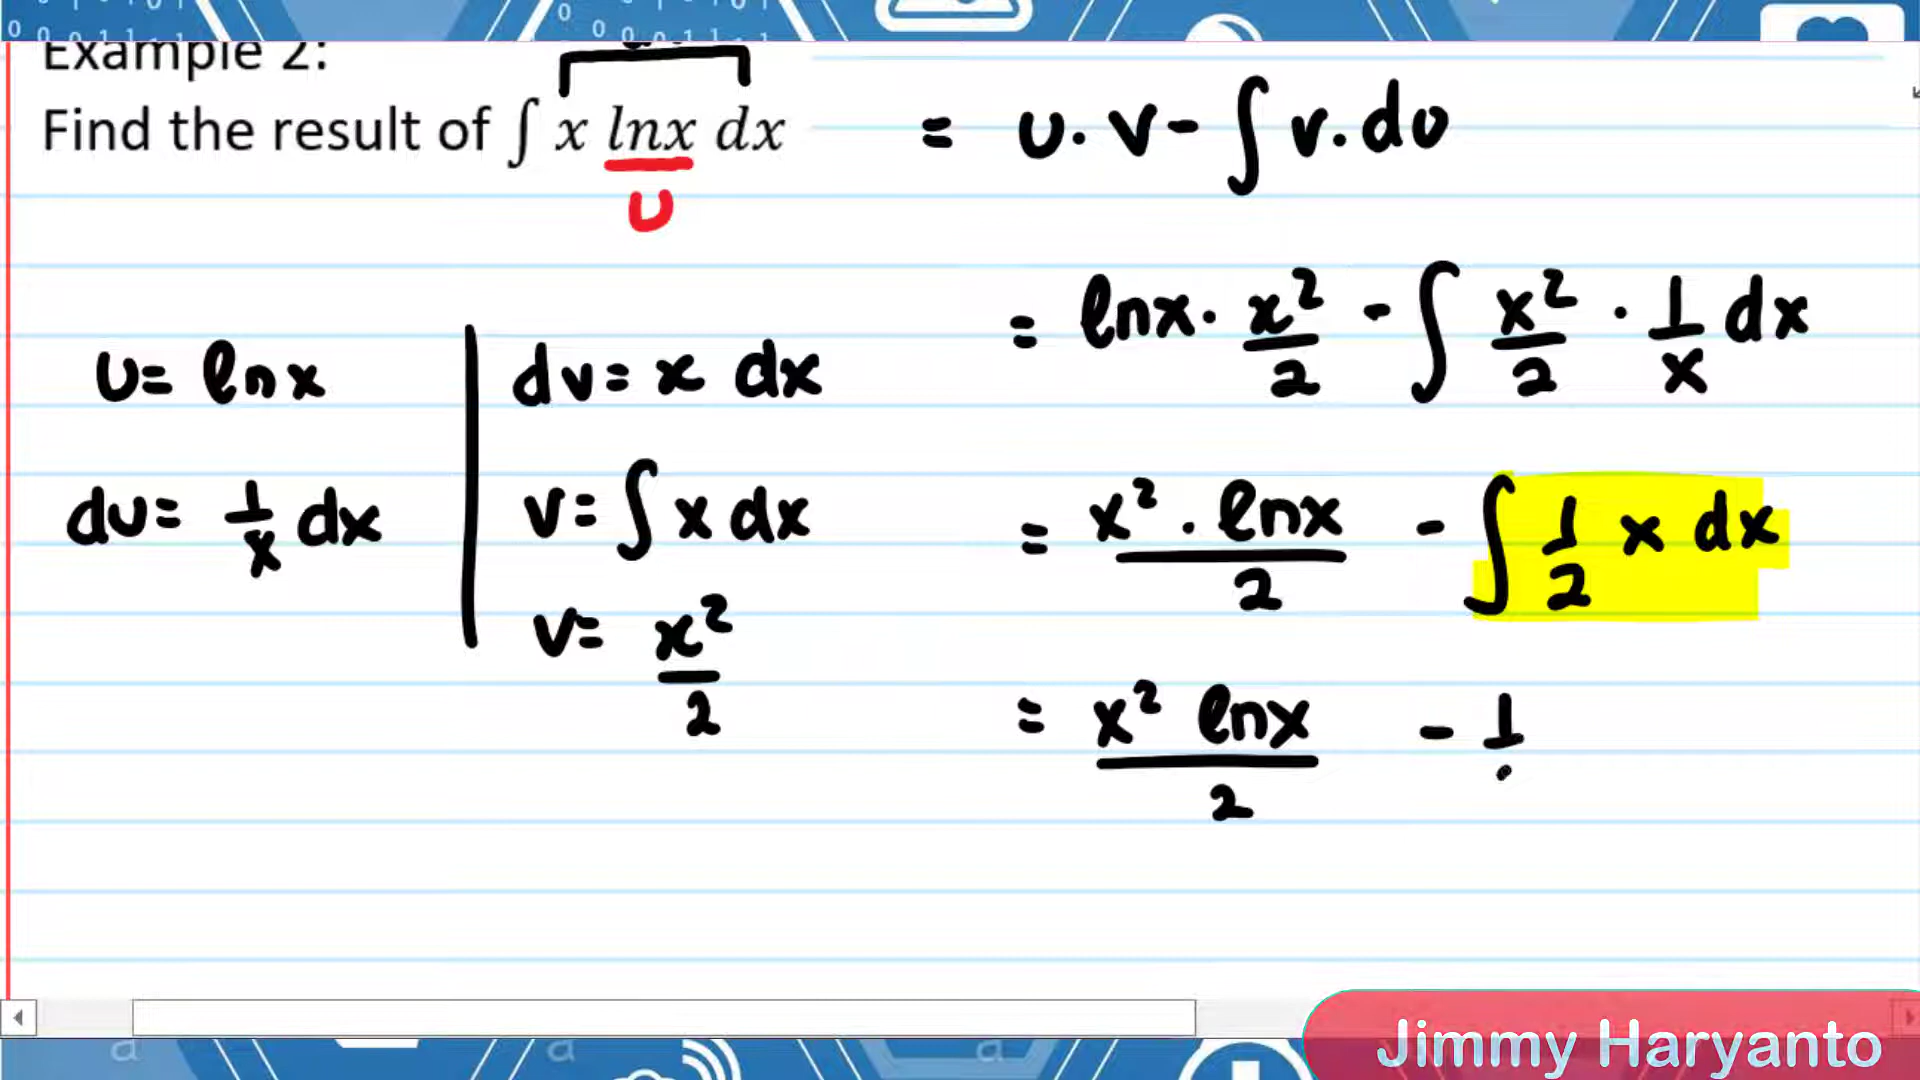 Example 2:
Find the result of ∫ x lnx dx
U
= u · v - ∫ v. du
u = ln x
du = 1/x dx
dv = x dx
v = ∫ x dx
v = x²/2
= lnx · x²/2 - ∫ x²/2 · 1/x dx
= x² · lnx / 2 - ∫ 1/2 x dx
= x² lnx / 2 - 1
Jimmy Haryanto